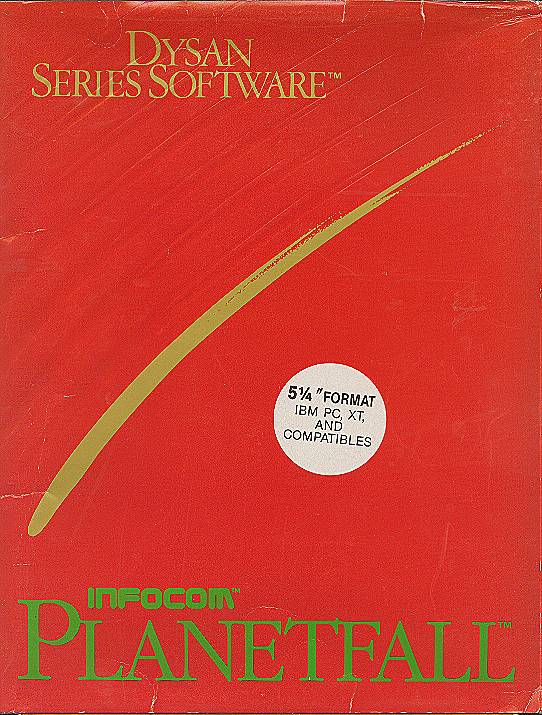 DYSAN
SERIES SOFTWARE™
5¼″ FORMAT
IBM PC, XT,
AND
COMPATIBLES
INFOCOM™
PLANETFALL™